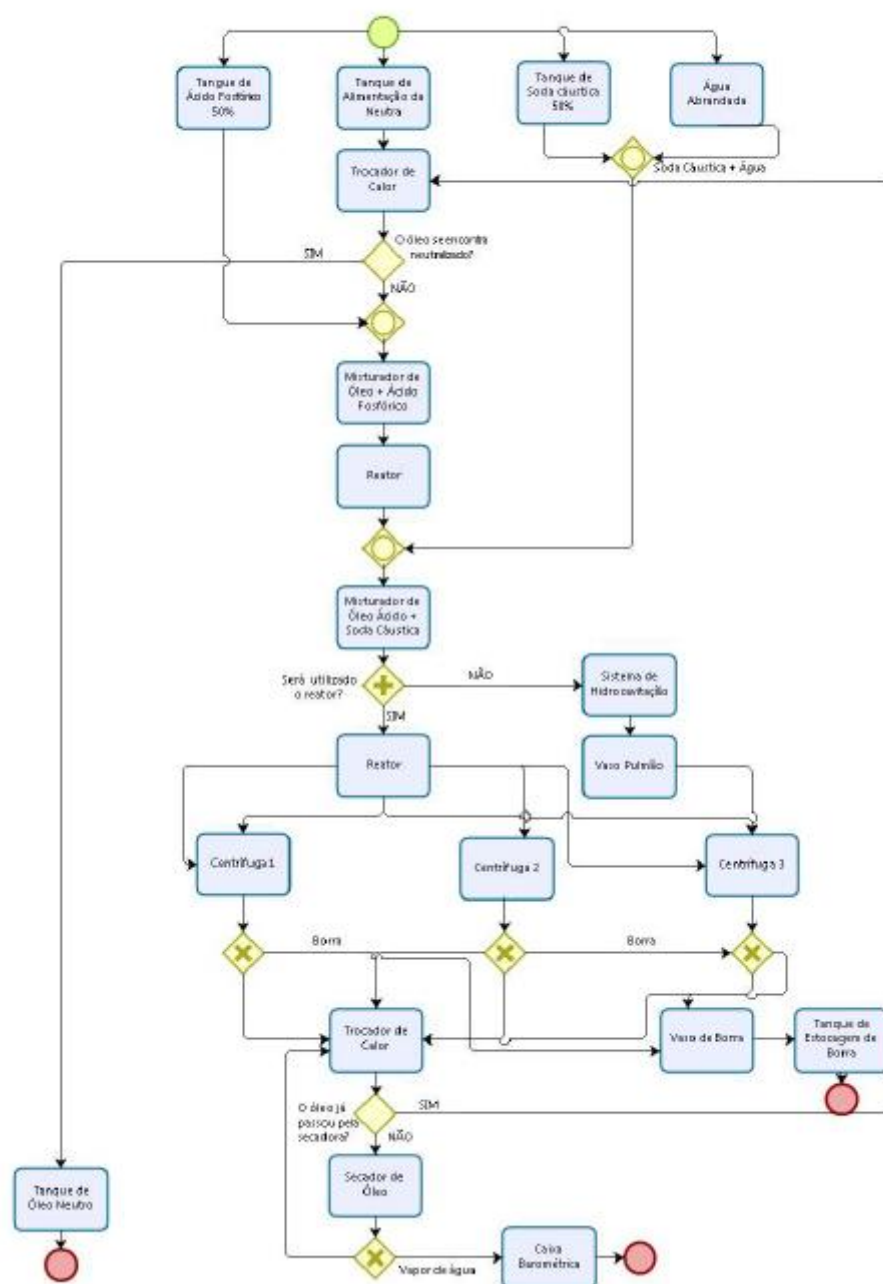 Tanque de
Ácido Fosfórico
50%
Tanque de
Alimentação da
Neutra
Tanque de
Soda cáustica
50%
Água
Abrandada
Soda Cáustica + Água
Trocador de
Calor
O óleo se encontra
neutralizado?
SIM
NÃO
Misturador de
Óleo + Ácido
Fosfórico
Reator
Misturador de
Óleo Ácido +
Soda Cáustica
Será utilizado
o reator?
NÃO
SIM
Sistema de
Hidrocavitação
Reator
Vaso Pulmão
Centrífuga 1
Centrífuga 2
Centrífuga 3
Borra
Borra
Trocador de
Calor
Vaso de Borra
Tanque de
Estocagem de
Borra
O óleo já
passou pela
secadora?
SIM
NÃO
Secador de
Óleo
Tanque de
Óleo Neutro
Vapor de água
Caixa
Barométrica